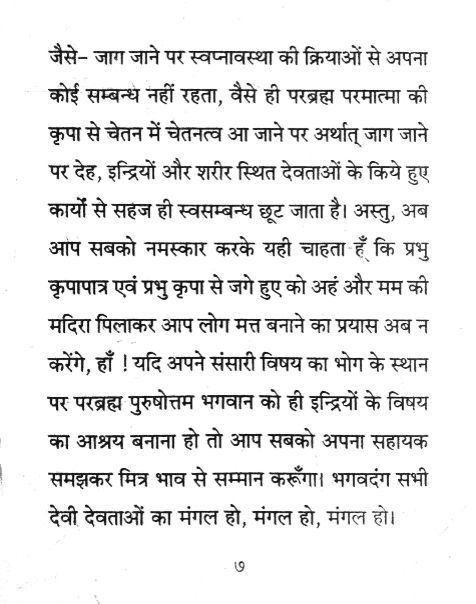 जैसे– जाग जाने पर स्वप्नावस्था की क्रियाओं से अपना
कोई सम्बन्ध नहीं रहता, वैसे ही परब्रह्म परमात्मा की
कृपा से चेतन में चेतनत्व आ जाने पर अर्थात् जाग जाने
पर देह, इन्द्रियों और शरीर स्थित देवताओं के किये हुए
कार्यों से सहज ही स्वसम्बन्ध छूट जाता है। अस्तु, अब
आप सबको नमस्कार करके यही चाहता हूँ कि प्रभु
कृपापात्र एवं प्रभु कृपा से जगे हुए को अहं और मम की
मदिरा पिलाकर आप लोग मत्त बनाने का प्रयास अब न
करेंगे, हाँ ! यदि अपने संसारी विषय का भोग के स्थान
पर परब्रह्म पुरुषोत्तम भगवान को ही इन्द्रियों के विषय
का आश्रय बनाना हो तो आप सबको अपना सहायक
समझकर मित्र भाव से सम्मान करूँगा। भगवदंग सभी
देवी देवताओं का मंगल हो, मंगल हो, मंगल हो।
७